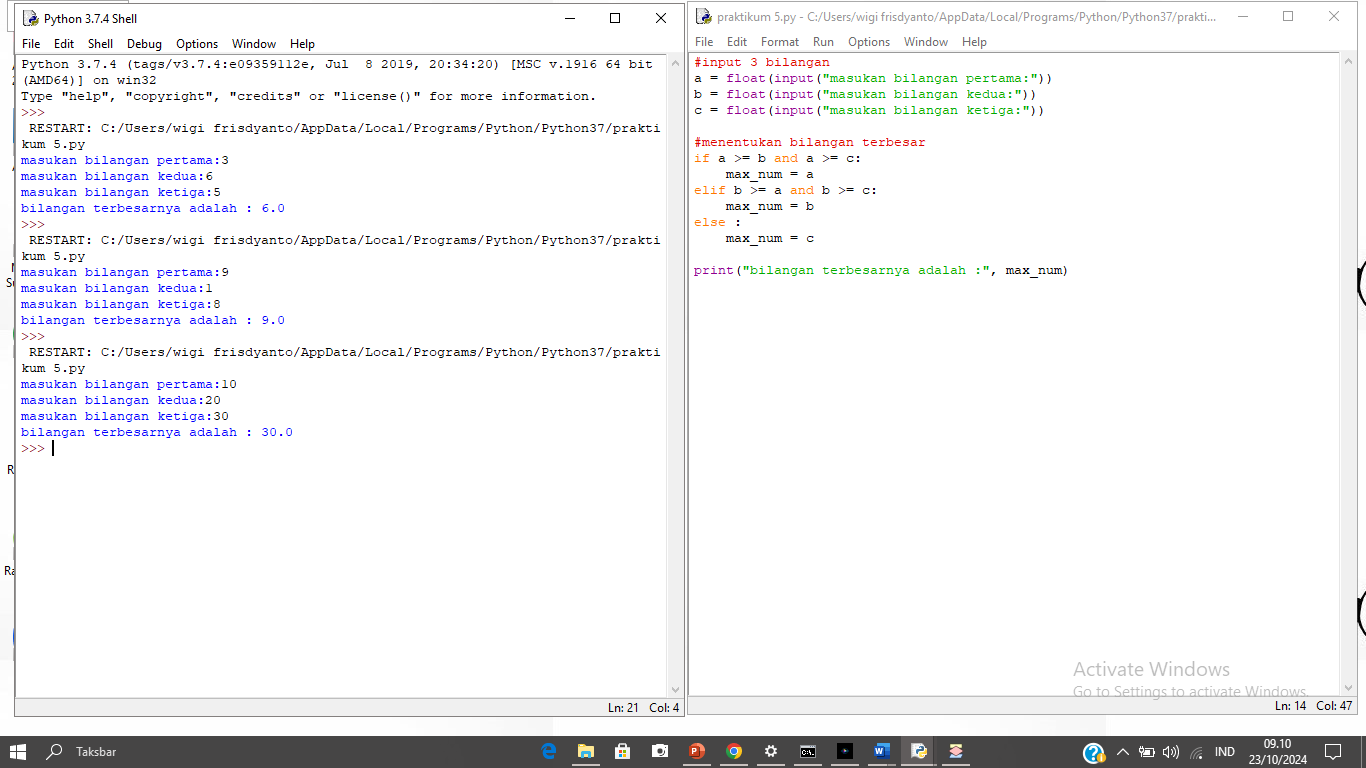 Python 3.7.4 Shell
File Edit Shell Debug Options Window Help
Python 3.7.4 (tags/v3.7.4:e09359112e, Jul  8 2019, 20:34:20) [MSC v.1916 64 bit
(AMD64)] on win32
Type "help", "copyright", "credits" or "license()" for more information.
>>>
 RESTART: C:/Users/wigi frisdyanto/AppData/Local/Programs/Python/Python37/prakti
kum 5.py
masukan bilangan pertama:3
masukan bilangan kedua:6
masukan bilangan ketiga:5
bilangan terbesarnya adalah : 6.0
>>>
 RESTART: C:/Users/wigi frisdyanto/AppData/Local/Programs/Python/Python37/prakti
kum 5.py
masukan bilangan pertama:9
masukan bilangan kedua:1
masukan bilangan ketiga:8
bilangan terbesarnya adalah : 9.0
>>>
 RESTART: C:/Users/wigi frisdyanto/AppData/Local/Programs/Python/Python37/prakti
kum 5.py
masukan bilangan pertama:10
masukan bilangan kedua:20
masukan bilangan ketiga:30
bilangan terbesarnya adalah : 30.0
>>>
Ln: 21 Col: 4
praktikum 5.py - C:/Users/wigi frisdyanto/AppData/Local/Programs/Python/Python37/prakti...
File Edit Format Run Options Window Help
#input 3 bilangan
a = float(input("masukan bilangan pertama:"))
b = float(input("masukan bilangan kedua:"))
c = float(input("masukan bilangan ketiga:"))
#menentukan bilangan terbesar
if a >= b and a >= c:
    max_num = a
elif b >= a and b >= c:
    max_num = b
else :
    max_num = c
print("bilangan terbesarnya adalah :", max_num)
Activate Windows
Go to Settings to activate Windows.
Ln: 14 Col: 47
Taksbar
IND
09.10
23/10/2024